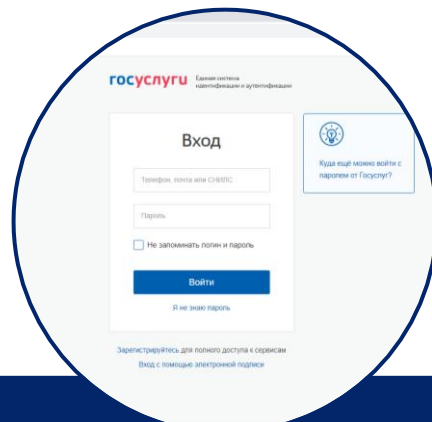 госуслуги
Единая система
идентификации и аутентификации
Вход
Телефон, почта или СНИЛС
Пароль
Не запоминать логин и пароль
Войти
Я не знаю пароль
Куда ещё можно войти с
паролем от Госуслуг?
Зарегистрируйтесь для полного доступа к сервисам
Вход с помощью электронной подписи